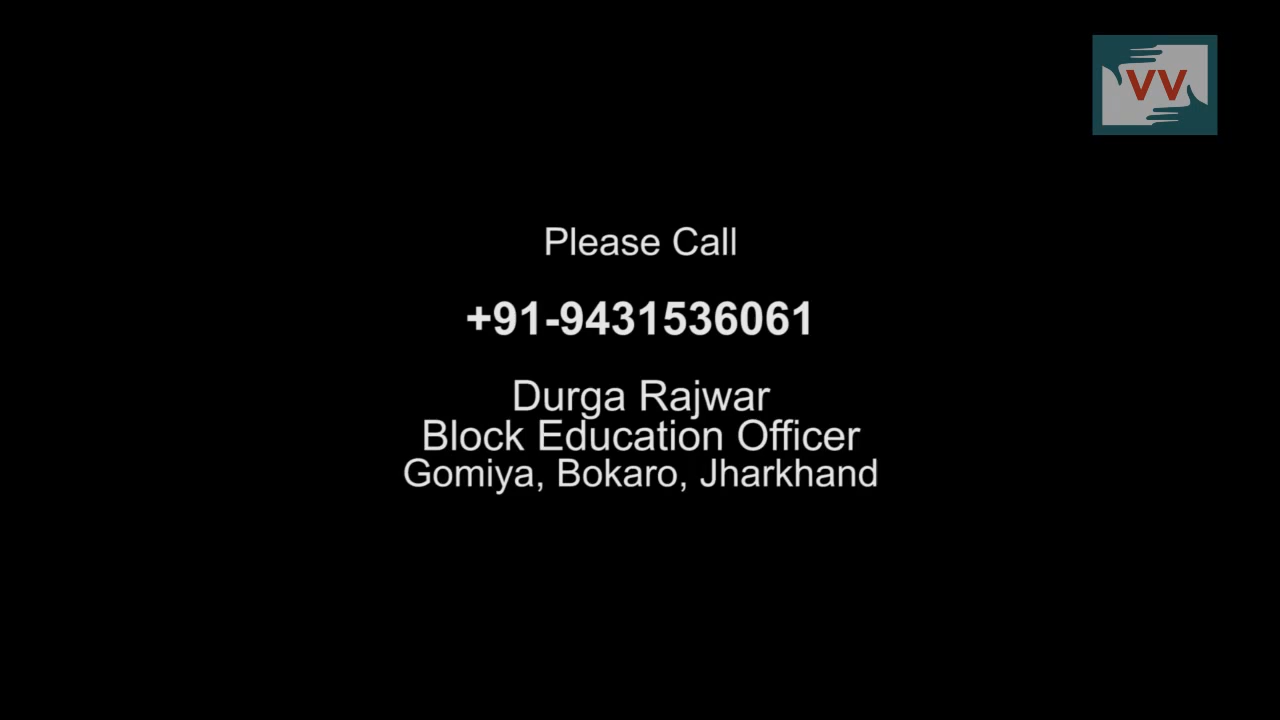 VV
Please Call
+91-9431536061
Durga Rajwar
Block Education Officer
Gomiya, Bokaro, Jharkhand